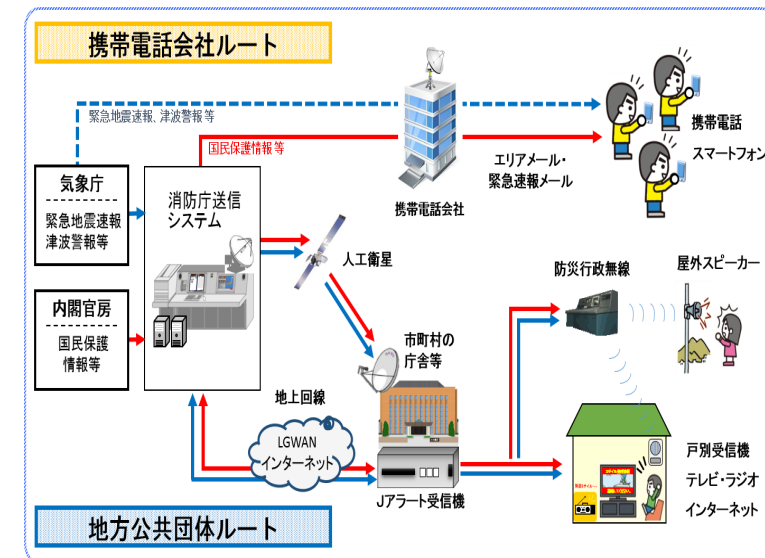 携帯電話会社ルート
緊急地震速報、津波警報等
国民保護情報等
携帯電話
スマートフォン
エリアメール・
緊急速報メール
携帯電話会社
気象庁
緊急地震速報
津波警報等
消防庁送信
システム
人工衛星
内閣官房
国民保護
情報等
防災行政無線
屋外スピーカー
市町村の
庁舎等
地上回線
LGWAN
インターネット
Jアラート受信機
戸別受信機
テレビ・ラジオ
インターネット
地方公共団体ルート